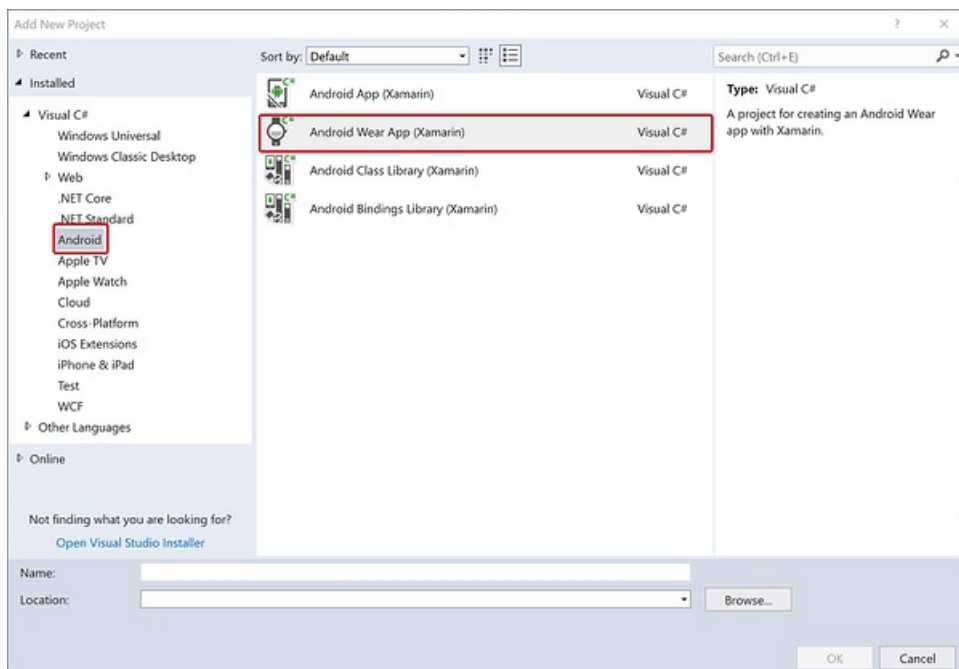 Add New Project
? ×
Recent
Installed
Visual C#
Windows Universal
Windows Classic Desktop
Web
.NET Core
.NET Standard
Android
Apple TV
Apple Watch
Cloud
Cross-Platform
iOS Extensions
iPhone & iPad
Test
WCF
Other Languages
Online
Not finding what you are looking for?
Open Visual Studio Installer
Sort by: Default
Android App (Xamarin) Visual C#
Android Wear App (Xamarin) Visual C#
Android Class Library (Xamarin) Visual C#
Android Bindings Library (Xamarin) Visual C#
Search (Ctrl+E)
Type: Visual C#
A project for creating an Android Wear
app with Xamarin.
Name:
Location:
Browse...
OK Cancel